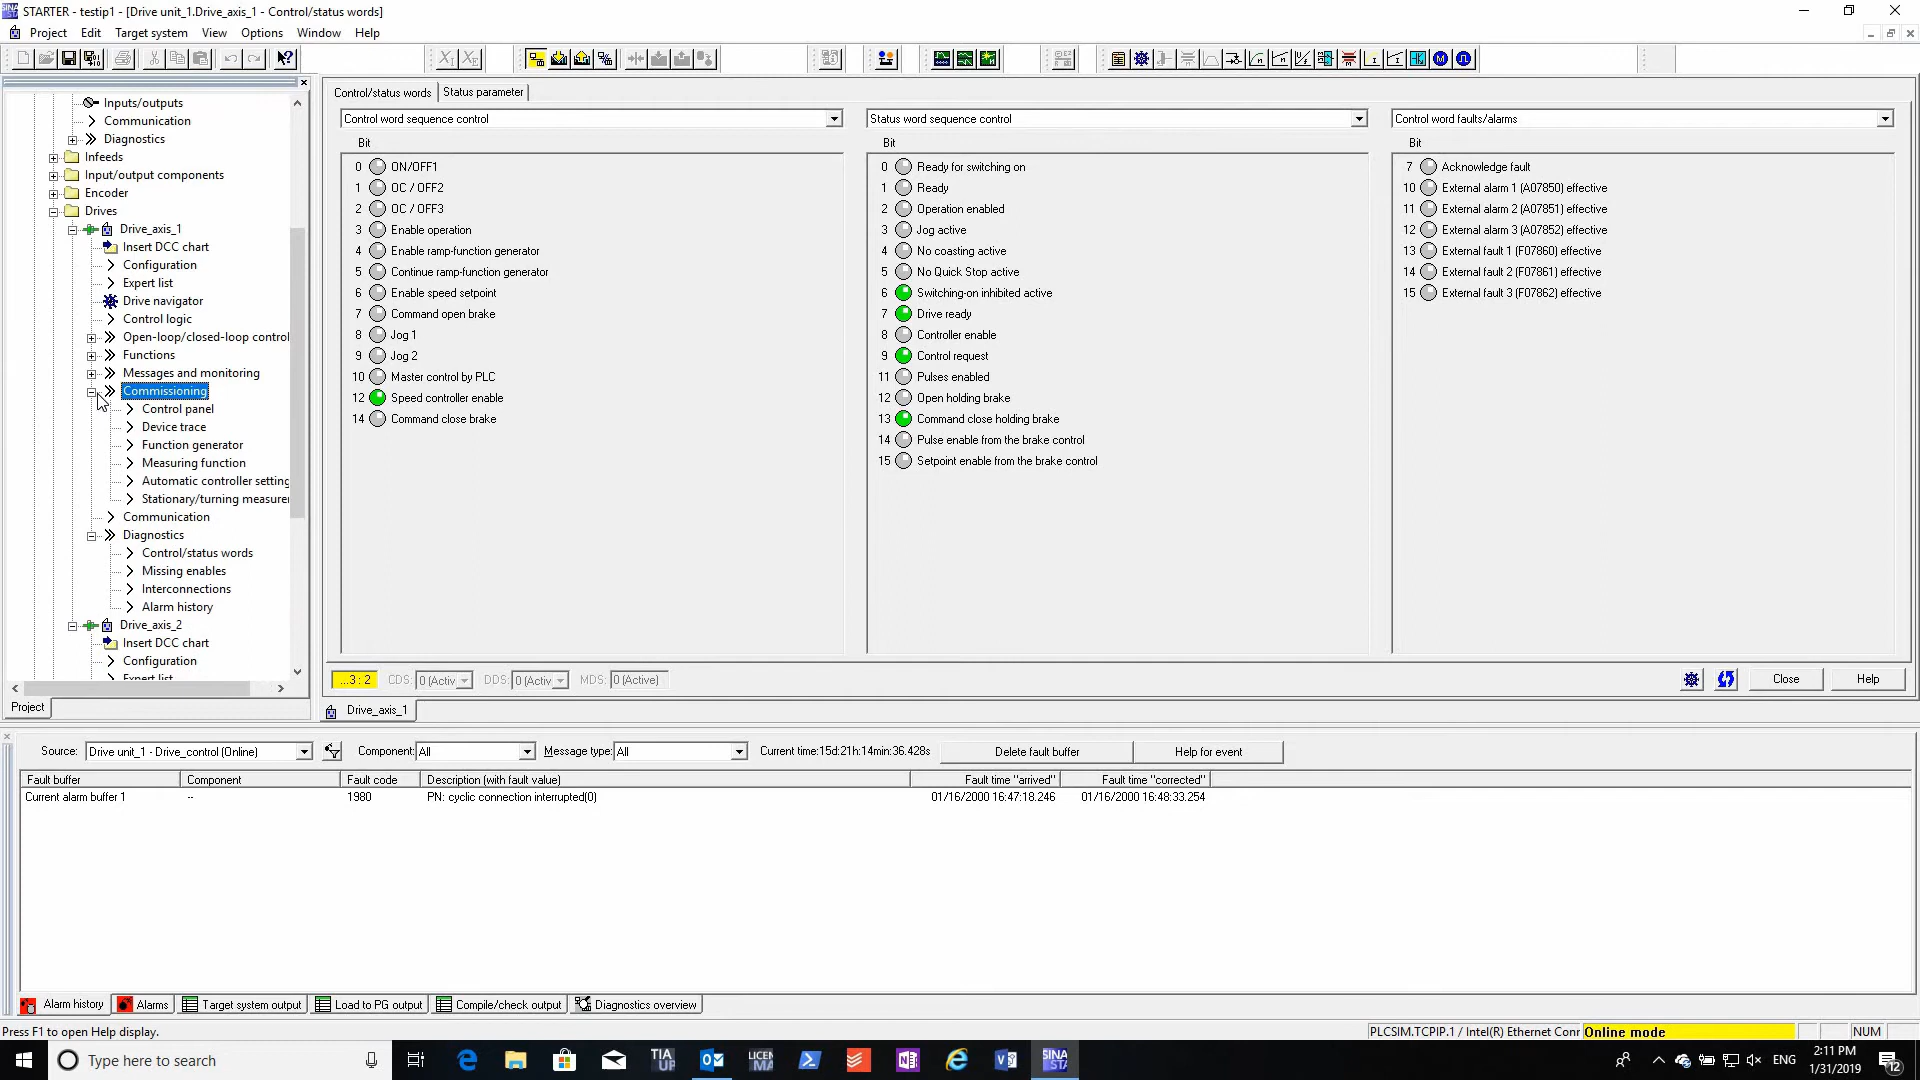 STARTER - testip1 - [Drive unit_1.Drive_axis_1 - Control/status words]
Project Edit Target system View Options Window Help
Inputs/outputs
Communication
Diagnostics
Infeeds
Input/output components
Encoder
Drives
Drive_axis_1
Insert DCC chart
Configuration
Expert list
Drive navigator
Control logic
Open-loop/closed-loop control
Functions
Messages and monitoring
Commissioning
Control panel
Device trace
Function generator
Measuring function
Automatic controller setting
Stationary/turning measurer
Communication
Diagnostics
Control/status words
Missing enables
Interconnections
Alarm history
Drive_axis_2
Insert DCC chart
Configuration
Expert list
Project
Control/status words Status parameter
Control word sequence control
Bit
0 ON/OFF1
1 OC / OFF2
2 OC / OFF3
3 Enable operation
4 Enable ramp-function generator
5 Continue ramp-function generator
6 Enable speed setpoint
7 Command open brake
8 Jog 1
9 Jog 2
10 Master control by PLC
12 Speed controller enable
14 Command close brake
Status word sequence control
Bit
0 Ready for switching on
1 Ready
2 Operation enabled
3 Jog active
4 No coasting active
5 No Quick Stop active
6 Switching-on inhibited active
7 Drive ready
8 Controller enable
9 Control request
11 Pulses enabled
12 Open holding brake
13 Command close holding brake
14 Pulse enable from the brake control
15 Setpoint enable from the brake control
Control word faults/alarms
Bit
7 Acknowledge fault
10 External alarm 1 (A07850) effective
11 External alarm 2 (A07851) effective
12 External alarm 3 (A07852) effective
13 External fault 1 (F07860) effective
14 External fault 2 (F07861) effective
15 External fault 3 (F07862) effective
...3 : 2 CDS: 0 (Activ DDS: 0 (Activ MDS: 0 (Active) Close Help
Drive_axis_1
Source: Drive unit_1 - Drive_control (Online) Component: All Message type: All Current time:15d:21h:14min:36.428s Delete fault buffer Help for event
Fault buffer Component Fault code Description (with fault value) Fault time "arrived" Fault time "corrected"
Current alarm buffer 1 -- 1980 PN: cyclic connection interrupted(0) 01/16/2000 16:47:18.246 01/16/2000 16:48:33.254
Alarm history Alarms Target system output Load to PG output Compile/check output Diagnostics overview
Press F1 to open Help display. PLCSIM.TCPIP.1 / Intel(R) Ethernet Conr Online mode NUM
Type here to search ENG 2:11 PM
1/31/2019 12